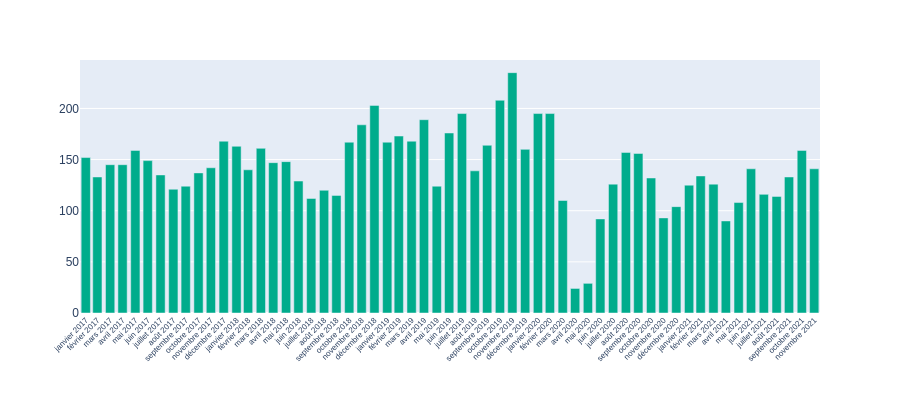 200
150
100
50
0
janvier 2017
février 2017
mars 2017
avril 2017
mai 2017
juin 2017
juillet 2017
août 2017
septembre 2017
octobre 2017
novembre 2017
décembre 2017
janvier 2018
février 2018
mars 2018
avril 2018
mai 2018
juin 2018
juillet 2018
août 2018
septembre 2018
octobre 2018
novembre 2018
décembre 2018
janvier 2019
février 2019
mars 2019
avril 2019
mai 2019
juin 2019
juillet 2019
août 2019
septembre 2019
octobre 2019
novembre 2019
décembre 2019
janvier 2020
février 2020
mars 2020
avril 2020
mai 2020
juin 2020
juillet 2020
août 2020
septembre 2020
octobre 2020
novembre 2020
décembre 2020
janvier 2021
février 2021
mars 2021
avril 2021
mai 2021
juin 2021
juillet 2021
août 2021
septembre 2021
octobre 2021
novembre 2021